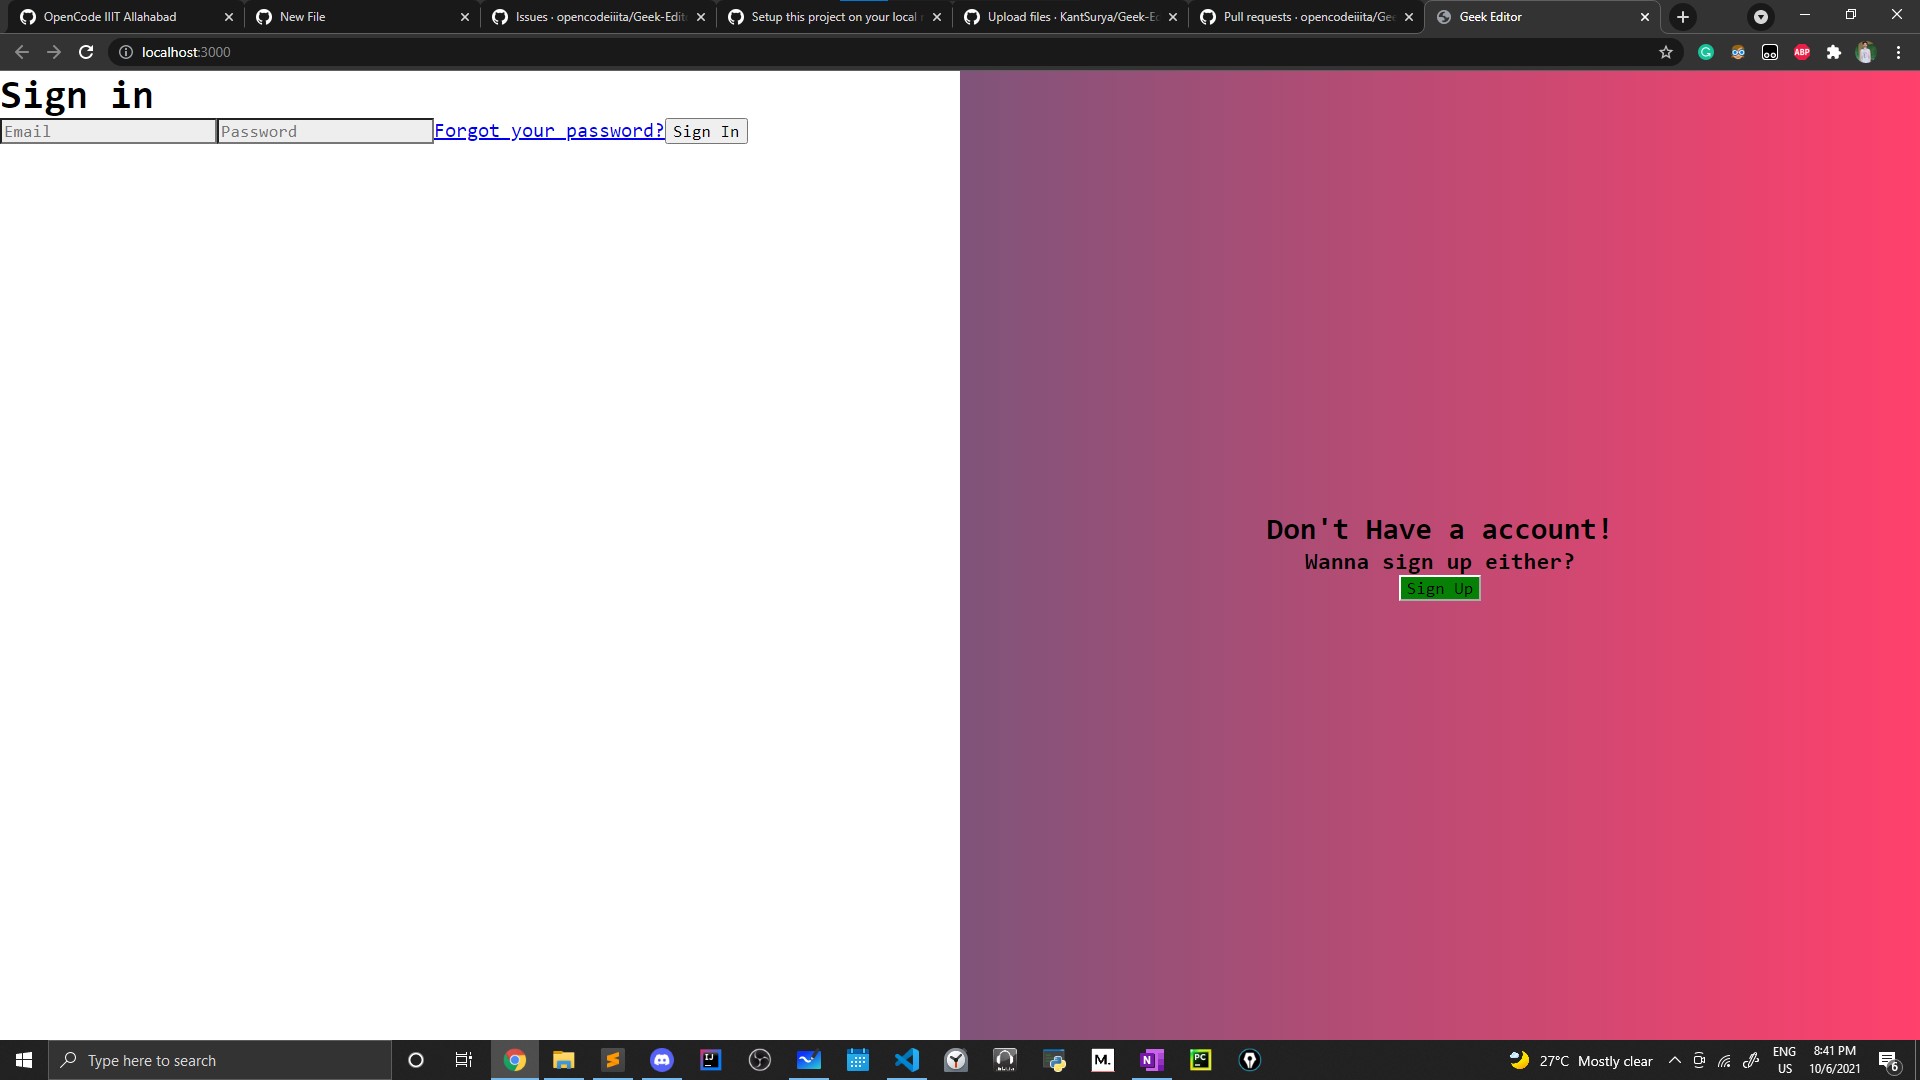 OpenCode IIIT Allahabad
New File
Issues · opencodeiiita/Geek-Edit
Setup this project on your local
Upload files · KantSurya/Geek-Ec
Pull requests · opencodeiiita/Gee
Geek Editor
localhost:3000
ABP
Sign in
Email Password Forgot your password? Sign In
Don't Have a account!
Wanna sign up either?
Sign Up
Type here to search
27°C Mostly clear
ENG
US
8:41 PM
10/6/2021
6